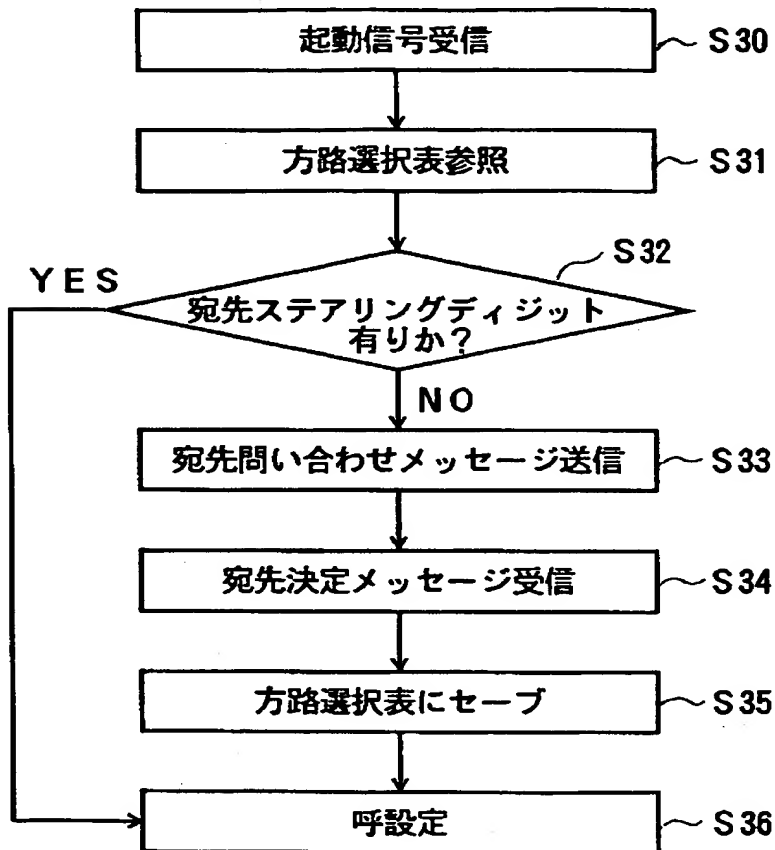 起動信号受信
S30
方路選択表参照
S31
S32
YES
宛先ステアリングディジット
有りか?
NO
宛先問い合わせメッセージ送信
S33
宛先決定メッセージ受信
S34
方路選択表にセーブ
S35
呼設定
S36